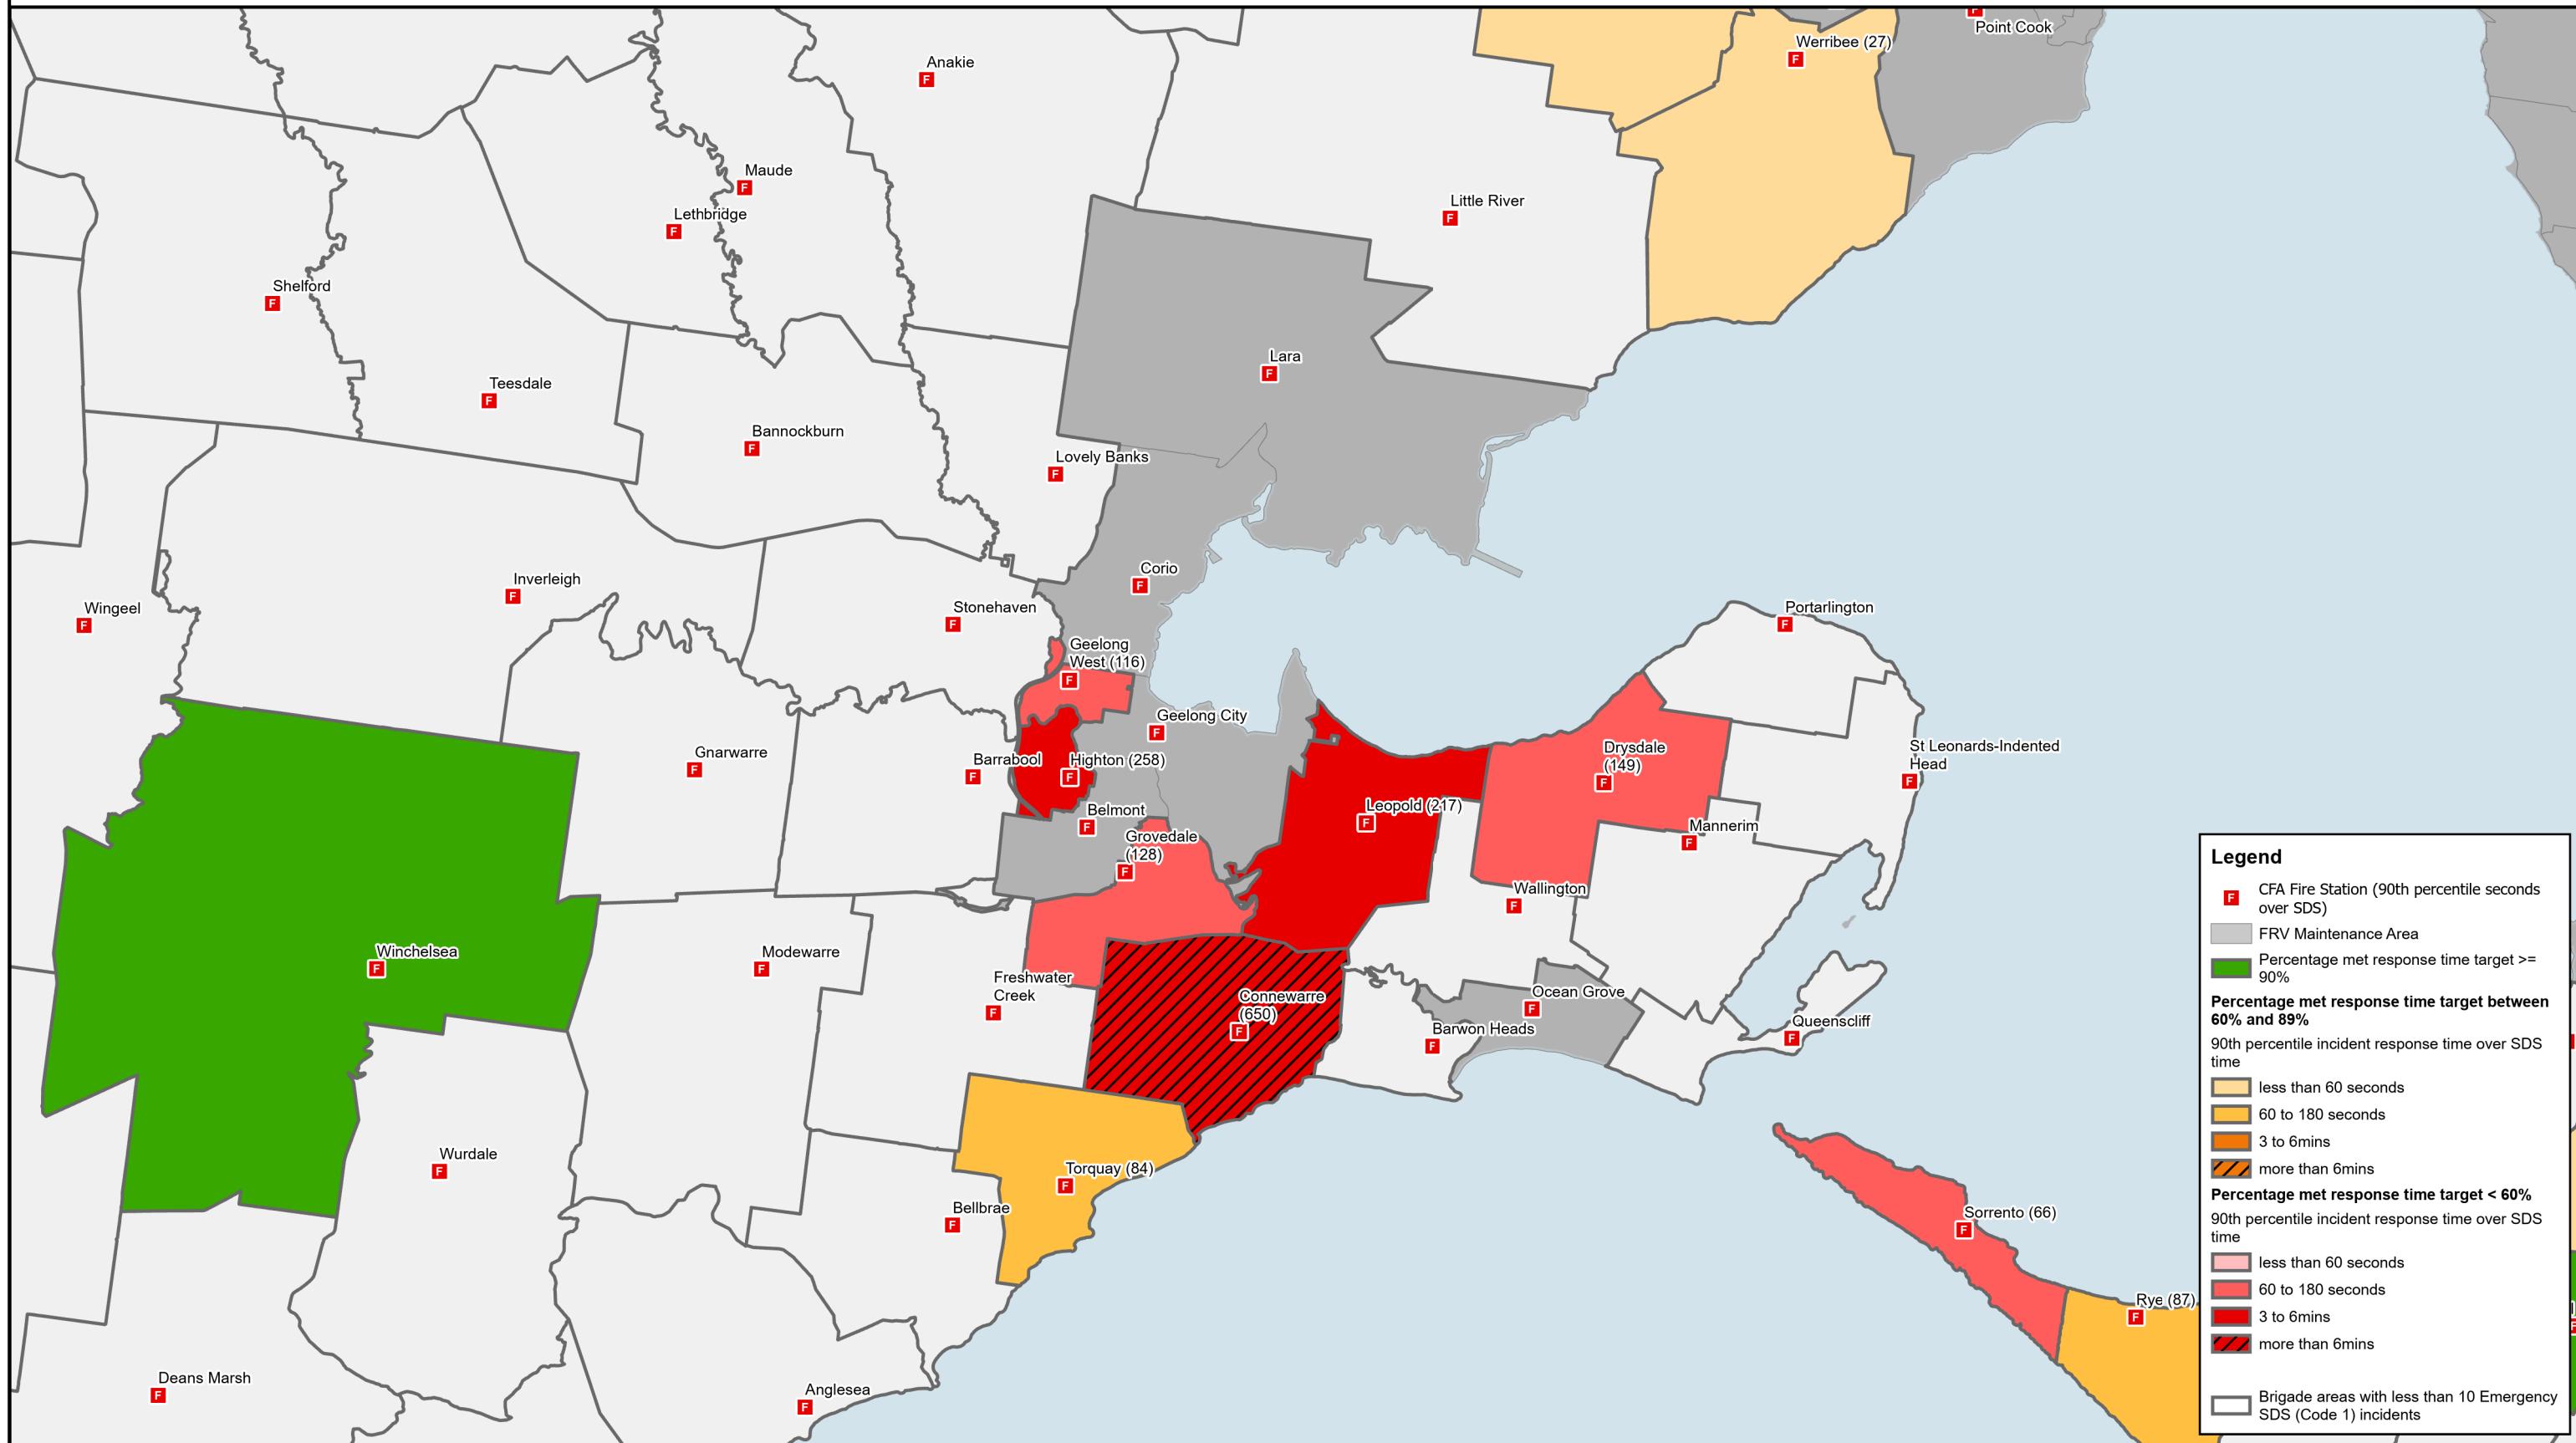 Point Cook
Werribee (27)
Anakie
Maude
Lethbridge
Little River
Shelford
Lara
Teesdale
Bannockburn
Lovely Banks
Corio
Inverleigh
Wingeel
Stonehaven
Portarlington
Geelong
West (116)
Geelong City
Gnarwarre
Barrabool
Highton (258)
Drysdale
(149)
St Leonards-Indented
Head
Leopold (217)
Belmont
Grovedale
(128)
Mannerim
Wallington
Winchelsea
Modewarre
Freshwater
Creek
Connewarre
(650)
Ocean Grove
Barwon Heads
Queenscliff
Wurdale
Torquay (84)
Bellbrae
Sorrento (66)
Rye (87)
Deans Marsh
Anglesea
Legend
F CFA Fire Station (90th percentile seconds
over SDS)
FRV Maintenance Area
Percentage met response time target >=
90%
Percentage met response time target between
60% and 89%
90th percentile incident response time over SDS
time
less than 60 seconds
60 to 180 seconds
3 to 6mins
more than 6mins
Percentage met response time target < 60%
90th percentile incident response time over SDS
time
less than 60 seconds
60 to 180 seconds
3 to 6mins
more than 6mins
Brigade areas with less than 10 Emergency
SDS (Code 1) incidents